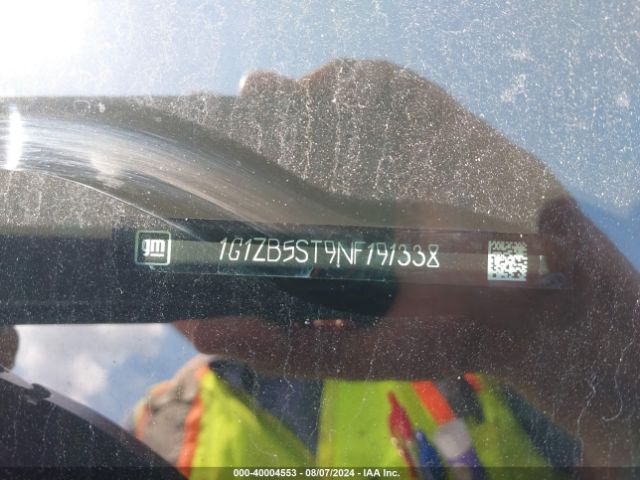 gm 1G1ZB5ST9NF191338
000-40004553 - 08/07/2024 - IAA Inc.